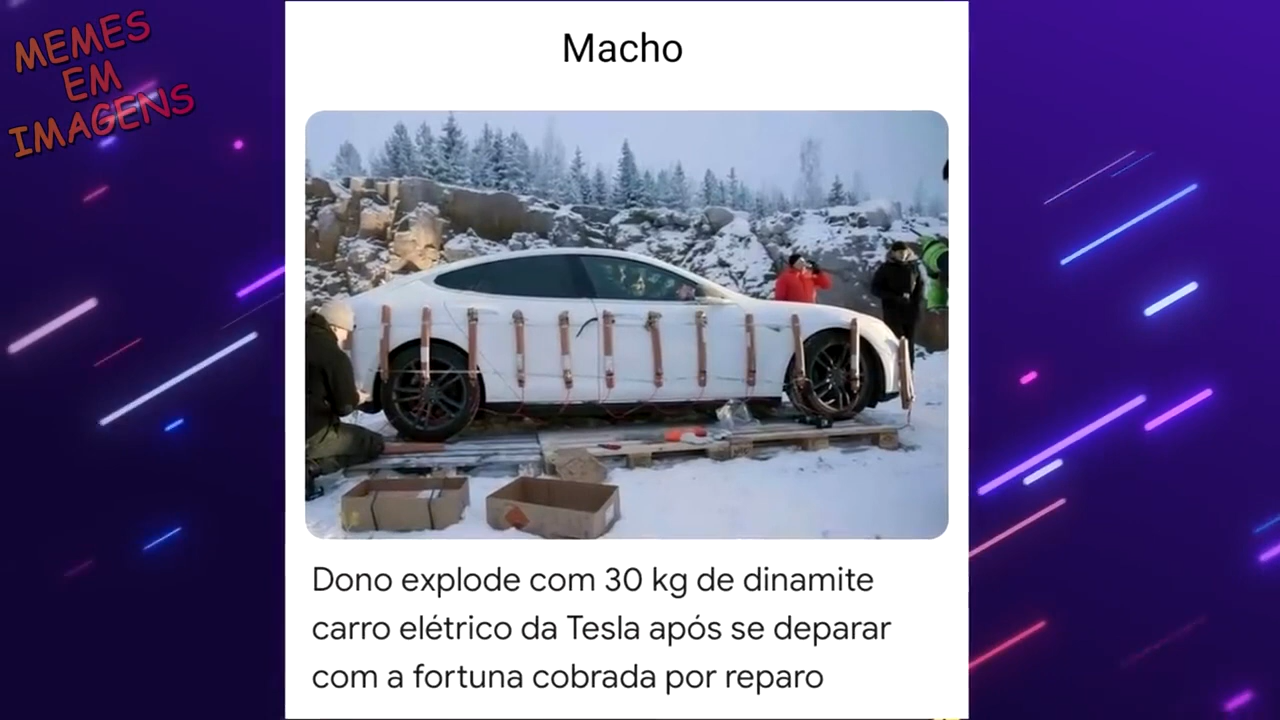 MEMES
EM
IMAGENS
Macho
Dono explode com 30 kg de dinamite
carro elétrico da Tesla após se deparar
com a fortuna cobrada por reparo